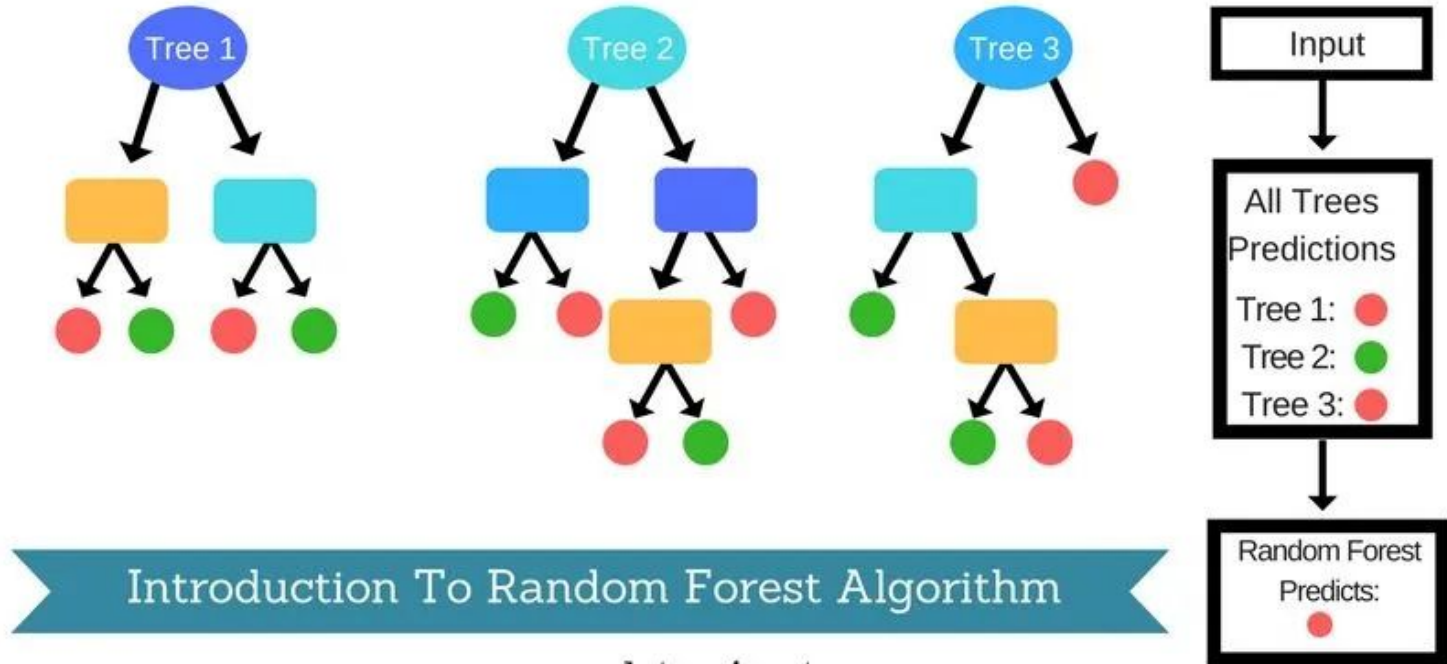 Tree 1
Tree 2
Tree 3
Input
All Trees
Predictions
Tree 1:
Tree 2:
Tree 3:
Random Forest
Predicts:
Introduction To Random Forest Algorithm